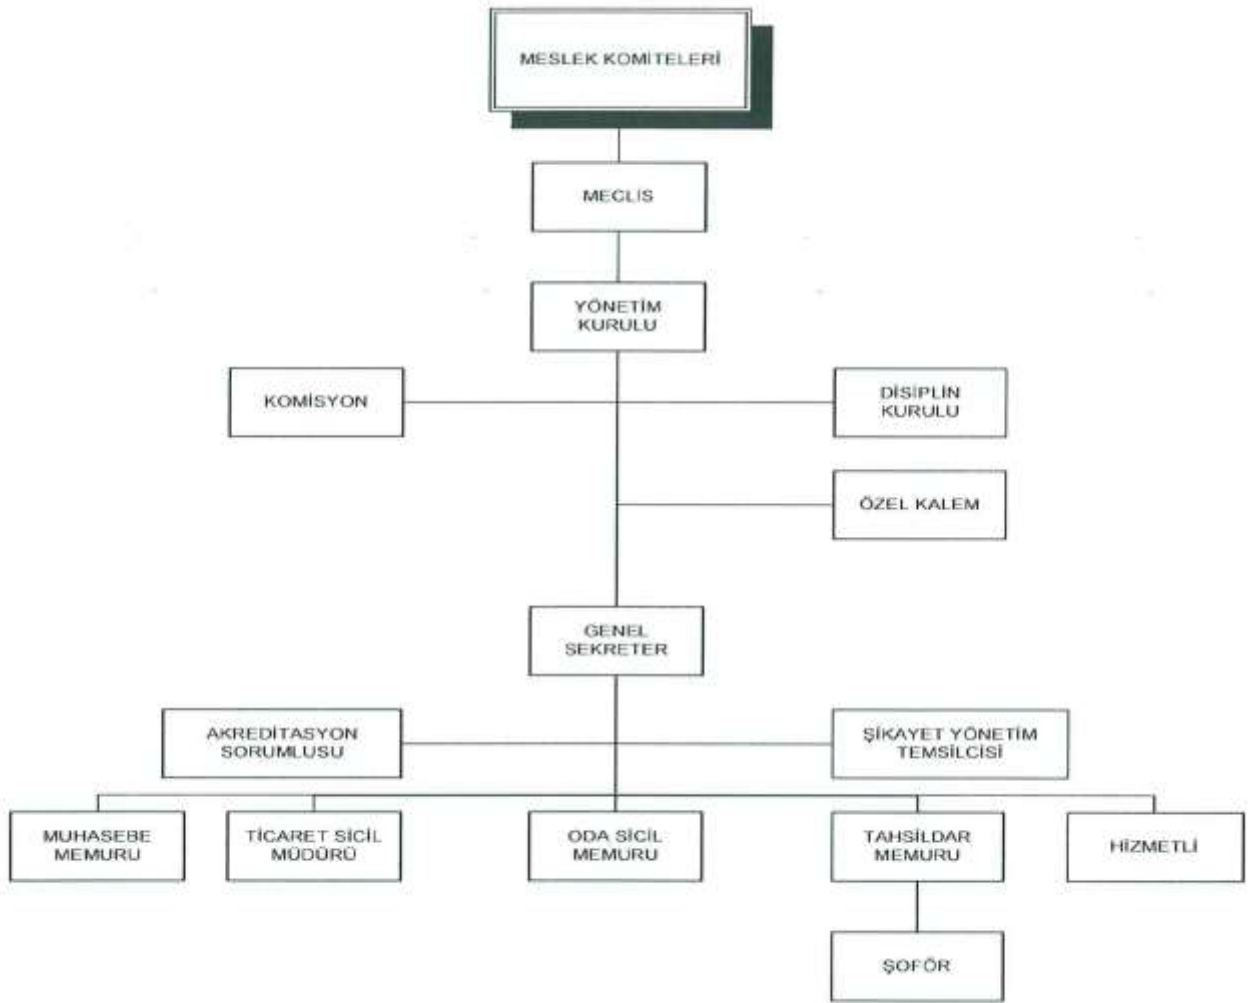 MESLEK KOMİTELERİ
MECLİS
YÖNETİM
KURULU
KOMİSYON
DİSİPLİN
KURULU
ÖZEL KALEM
GENEL
SEKRETER
AKREDİTASYON
SORUMLUSU
ŞİKAYET YÖNETİM
TEMSİLCİSİ
MUHASEBE
MEMURU
TİCARET SİCİL
MÜDÜRÜ
ODA SİCİL
MEMURU
TAHSİLDAR
MEMURU
HİZMETLİ
ŞOFÖR